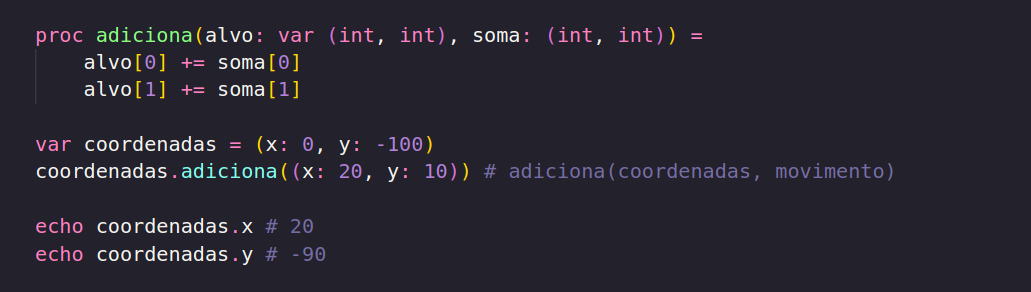 proc adiciona(alvo: var (int, int), soma: (int, int)) =
    alvo[0] += soma[0]
    alvo[1] += soma[1]

var coordenadas = (x: 0, y: -100)
coordenadas.adiciona((x: 20, y: 10)) # adiciona(coordenadas, movimento)

echo coordenadas.x # 20
echo coordenadas.y # -90